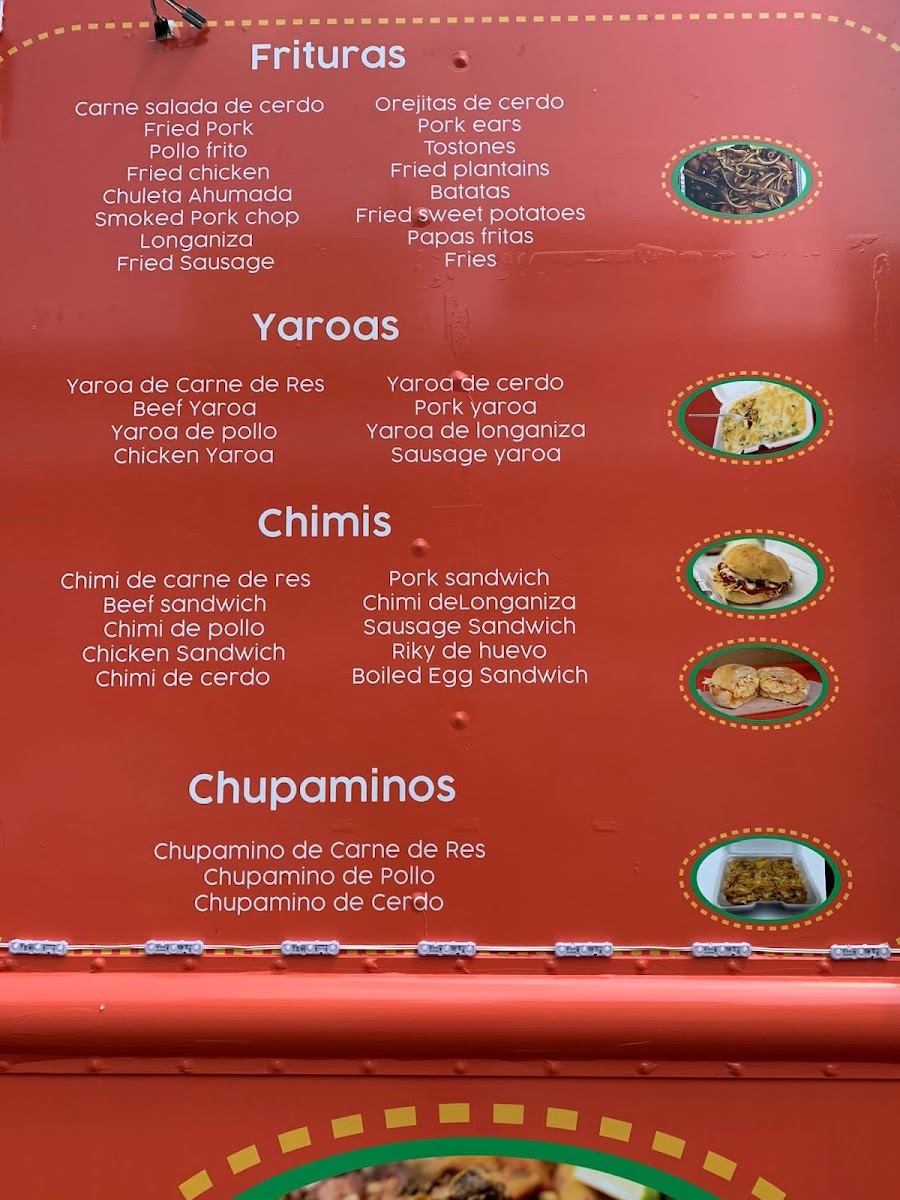 Frituras
Carne salada de cerdo
Fried Pork
Pollo frito
Fried chicken
Chuleta Ahumada
Smoked Pork chop
Longaniza
Fried Sausage
Orejitas de cerdo
Pork ears
Tostones
Fried plantains
Batatas
Fried sweet potatoes
Papas fritas
Fries
Yaroas
Yaroa de Carne de Res
Beef Yaroa
Yaroa de pollo
Chicken Yaroa
Yaroa de cerdo
Pork yaroa
Yaroa de longaniza
Sausage yaroa
Chimis
Chimi de carne de res
Beef sandwich
Chimi de pollo
Chicken Sandwich
Chimi de cerdo
Pork sandwich
Chimi deLonganiza
Sausage Sandwich
Riky de huevo
Boiled Egg Sandwich
Chupaminos
Chupamino de Carne de Res
Chupamino de Pollo
Chupamino de Cerdo